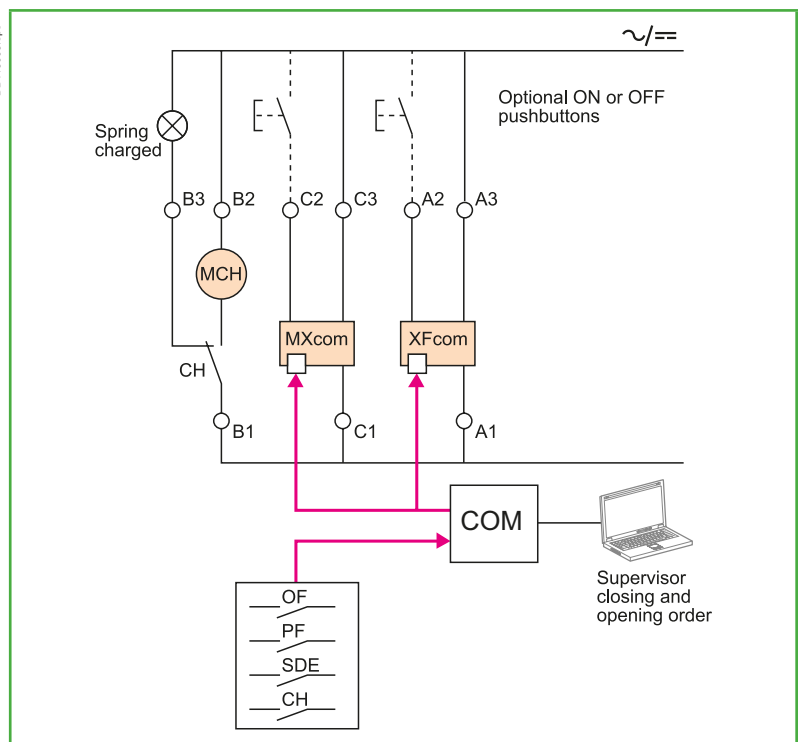 ~/==
Optional ON or OFF
pushbuttons
Spring
charged
B3
B2
C2
C3
A2
A3
MCH
MXcom
XFcom
CH
B1
C1
A1
COM
Supervisor
closing and
opening order
OF
PF
SDE
CH